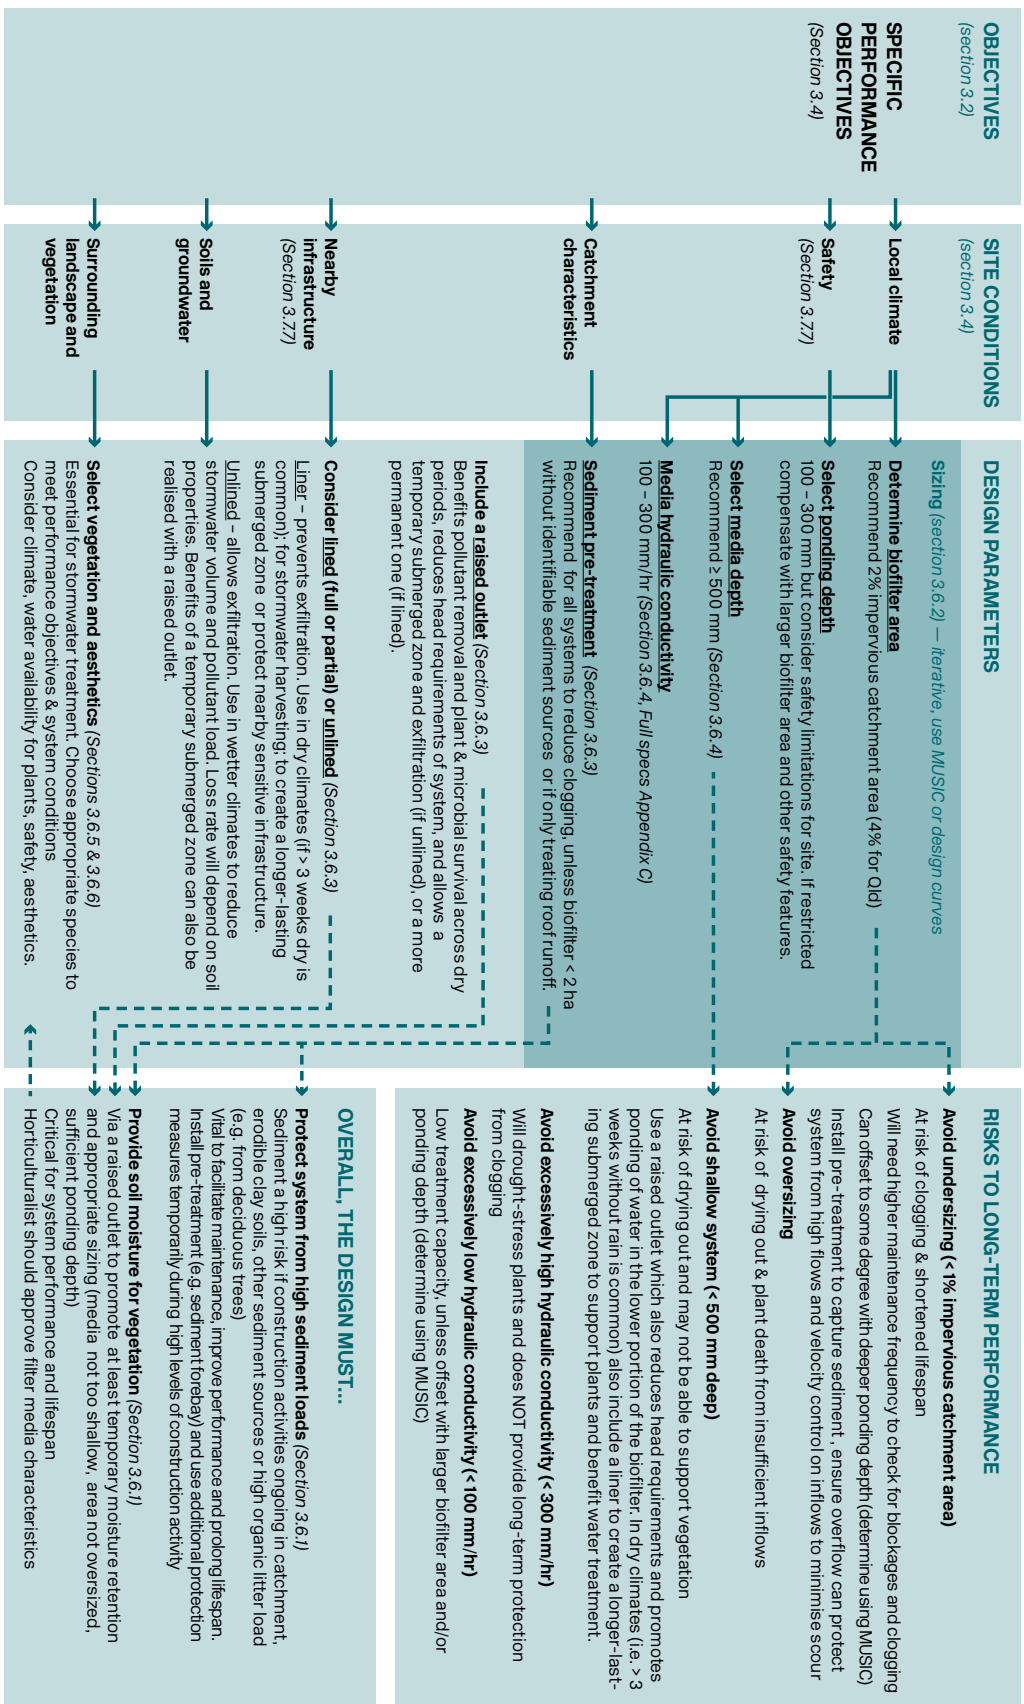 OBJECTIVES
(section 3.2)
SPECIFIC
PERFORMANCE
OBJECTIVES
(Section 3.4)
SITE CONDITIONS
(section 3.4)
Local climate
Safety
(Section 3.77)
Catchment
characteristics
Nearby
infrastructure
(Section 3.77)
Soils and
groundwater
Surrounding
landscape and
vegetation
DESIGN PARAMETERS
Sizing (section 3.6.2) — iterative, use MUSIC or design curves
Determine biofilter area
Recommend 2% impervious catchment area (4% for Qld)
Select ponding depth
100 – 300 mm but consider safety limitations for site. If restricted
compensate with larger biofilter area and other safety features.
Select media depth
Recommend ≥ 500 mm (Section 3.6.4)
Media hydraulic conductivity
100 – 300 mm/hr (Section 3.6.4, Full specs Appendix C)
Sediment pre-treatment (Section 3.6.3)
Recommend for all systems to reduce clogging, unless biofilter < 2 ha
without identifiable sediment sources or if only treating roof runoff.
Include a raised outlet (Section 3.6.3)
Benefits pollutant removal and plant & microbial survival across dry
periods, reduces head requirements of system, and allows a
temporary submerged zone and exfiltration (if unlined), or a more
permanent one (if lined).
Consider lined (full or partial) or unlined (Section 3.6.3)
Liner – prevents exfiltration. Use in dry climates (if > 3 weeks dry is
common); for stormwater harvesting; to create a longer-lasting
submerged zone or protect nearby sensitive infrastructure.
Unlined – allows exfiltration. Use in wetter climates to reduce
stormwater volume and pollutant load. Loss rate will depend on soil
properties. Benefits of a temporary submerged zone can also be
realised with a raised outlet.
Select vegetation and aesthetics (Sections 3.6.5 & 3.6.6)
Essential for stormwater treatment. Choose appropriate species to
meet performance objectives & system conditions
Consider climate, water availability for plants, safety, aesthetics.
RISKS TO LONG-TERM PERFORMANCE
Avoid undersizing (< 1% impervious catchment area)
At risk of clogging & shortened lifespan
Will need higher maintenance frequency to check for blockages and clogging
Can offset to some degree with deeper ponding depth (determine using MUSIC)
Install pre-treatment to capture sediment , ensure overflow can protect
system from high flows and velocity control on inflows to minimise scour
Avoid oversizing
At risk of drying out & plant death from insufficient inflows
Avoid shallow system (< 500 mm deep)
At risk of drying out and may not be able to support vegetation
Use a raised outlet which also reduces head requirements and promotes
ponding of water in the lower portion of the biofilter. In dry climates (i.e. > 3
weeks without rain is common) also include a liner to create a longer-last-
ing submerged zone to support plants and benefit water treatment.
Avoid excessively high hydraulic conductivity (< 300 mm/hr)
Will drought-stress plants and does NOT provide long-term protection
from clogging
Avoid excessively low hydraulic conductivity (< 100 mm/hr)
Low treatment capacity, unless offset with larger biofilter area and/or
ponding depth (determine using MUSIC)
OVERALL, THE DESIGN MUST...
Protect system from high sediment loads (Section 3.6.1)
Sediment a high risk if construction activities ongoing in catchment,
erodible clay soils, other sediment sources or high organic litter load
(e.g. from deciduous trees)
Vital to facilitate maintenance, improve performance and prolong lifespan.
Install pre-treatment (e.g. sediment forebay) and use additional protection
measures temporarily during high levels of construction activity
Provide soil moisture for vegetation (Section 3.6.1)
Via a raised outlet to promote at least temporary moisture retention
and appropriate sizing (media not too shallow, area not oversized,
sufficient ponding depth)
Critical for system performance and lifespan
Horticulturalist should approve filter media characteristics